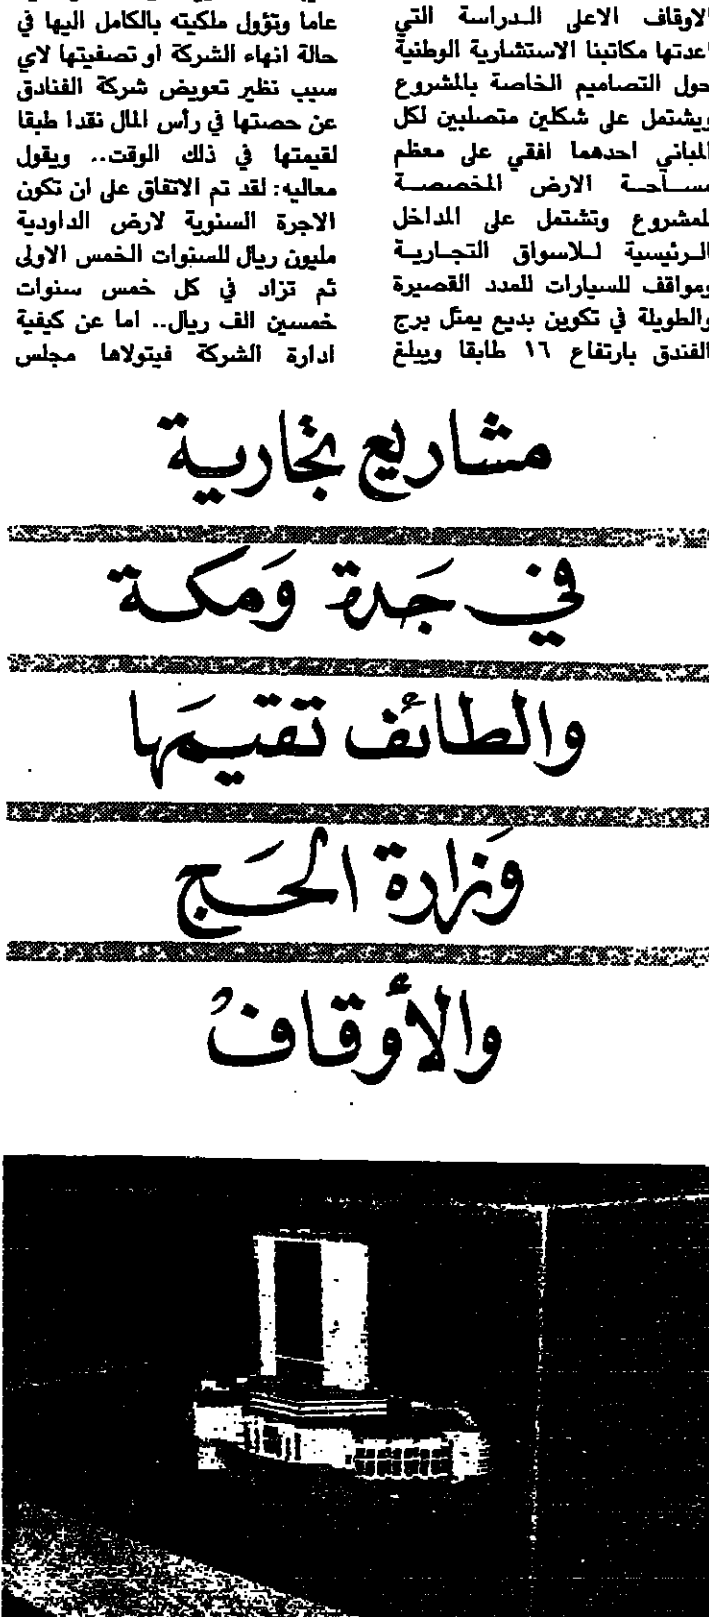 الاوقاف الاعلى الدراسة التي
اعدتها مكاتبنا الاستشارية الوطنية
حول التصاميم الخاصة بالمشروع
ويشتمل على شكلين متصلبين لكل
المباني احدهما افقي على معظم
مساحة الارض المخصصة
للمشروع وتشتمل على المداخل
الرئيسية للاسواق التجارية
ومواقف للسيارات للمدد القصيرة
والطويلة في تكوين بديع يمثل برج
الفندق بارتفاع ١٦ طابقا ويبلغ
عاما وتؤول ملكيته بالكامل اليها في
حالة انهاء الشركة او تصفيتها لاي
سبب نظير تعويض شركة الفنادق
عن حصتها في رأس المال نقدا طبقا
لقيمتها في ذلك الوقت.. ويقول
معاليه: لقد تم الاتفاق على ان تكون
الاجرة السنوية لارض الداودية
مليون ريال للسنوات الخمس الاولى
ثم تزاد في كل خمس سنوات
خمسين الف ريال.. اما عن كيفية
ادارة الشركة فيتولاها مجلس
مشاريع تجارية
في جدة ومكة
والطائف تقيمها
وزارة الحج
والأوقاف